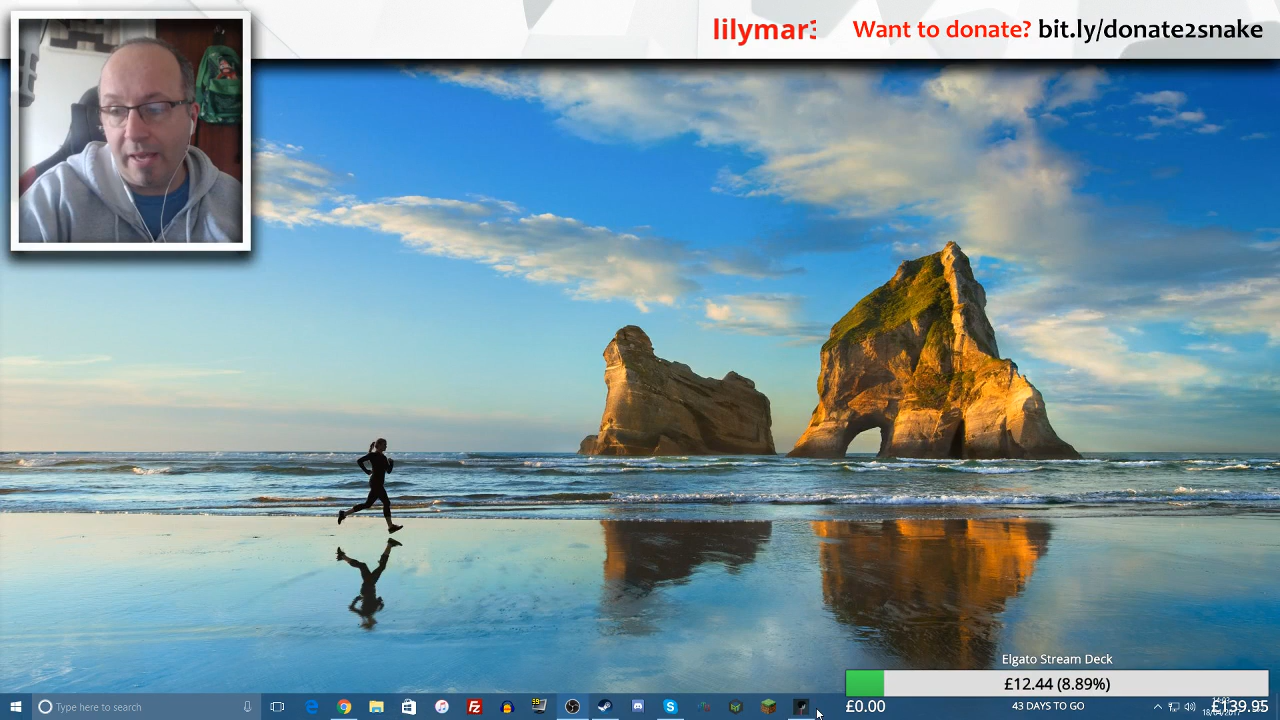 lilymar
Want to donate? bit.ly/donate2snake
Elgato Stream Deck
£12.44 (8.89%)
£0.00
43 DAYS TO GO
£139.95
Type here to search